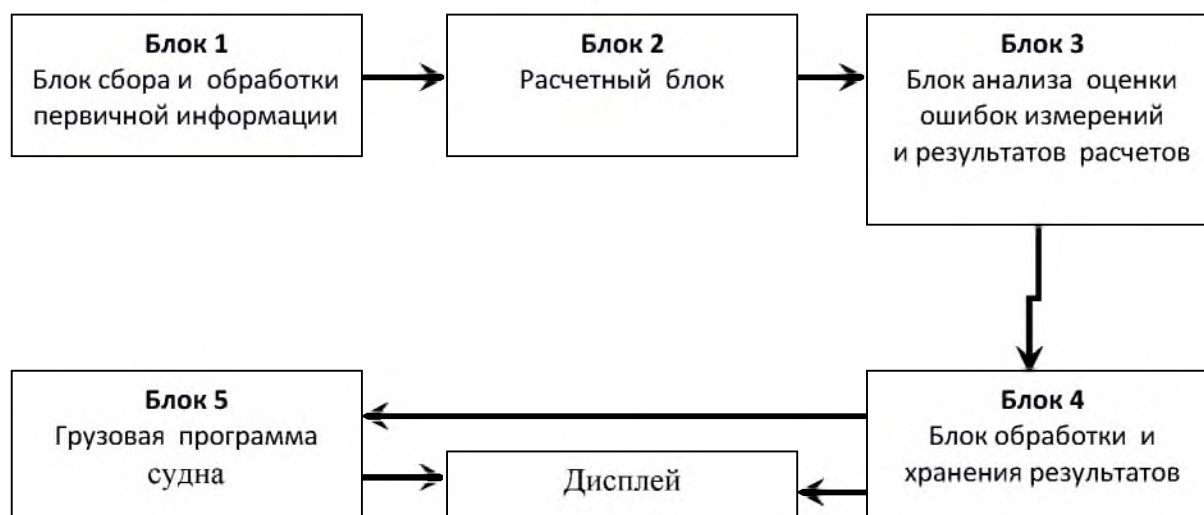 Блок 1
Блок сбора и обработки
первичной информации
Блок 2
Расчетный блок
Блок 3
Блок анализа оценки
ошибок измерений
и результатов расчетов
Блок 5
Грузовая программа
судна
Дисплей
Блок 4
Блок обработки и
хранения результатов